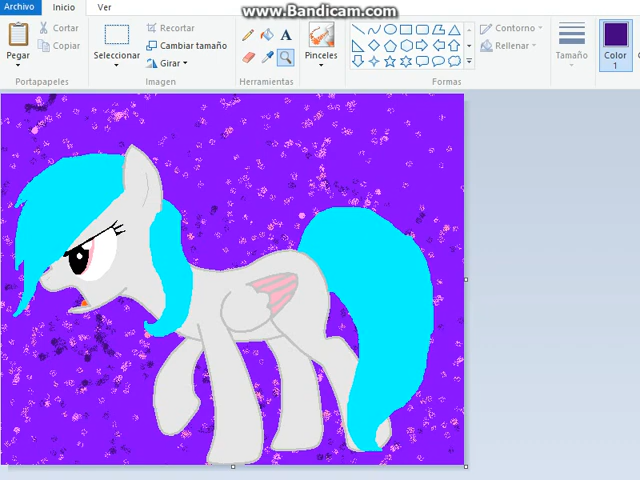 www.Bandicam.com
Archivo Inicio Ver
Pegar
Cortar
Copiar
Portapapeles
Seleccionar
Recortar
Cambiar tamaño
Girar
Imagen
A
Herramientas
Pinceles
Contorno
Rellenar
Formas
Tamaño
Color
1